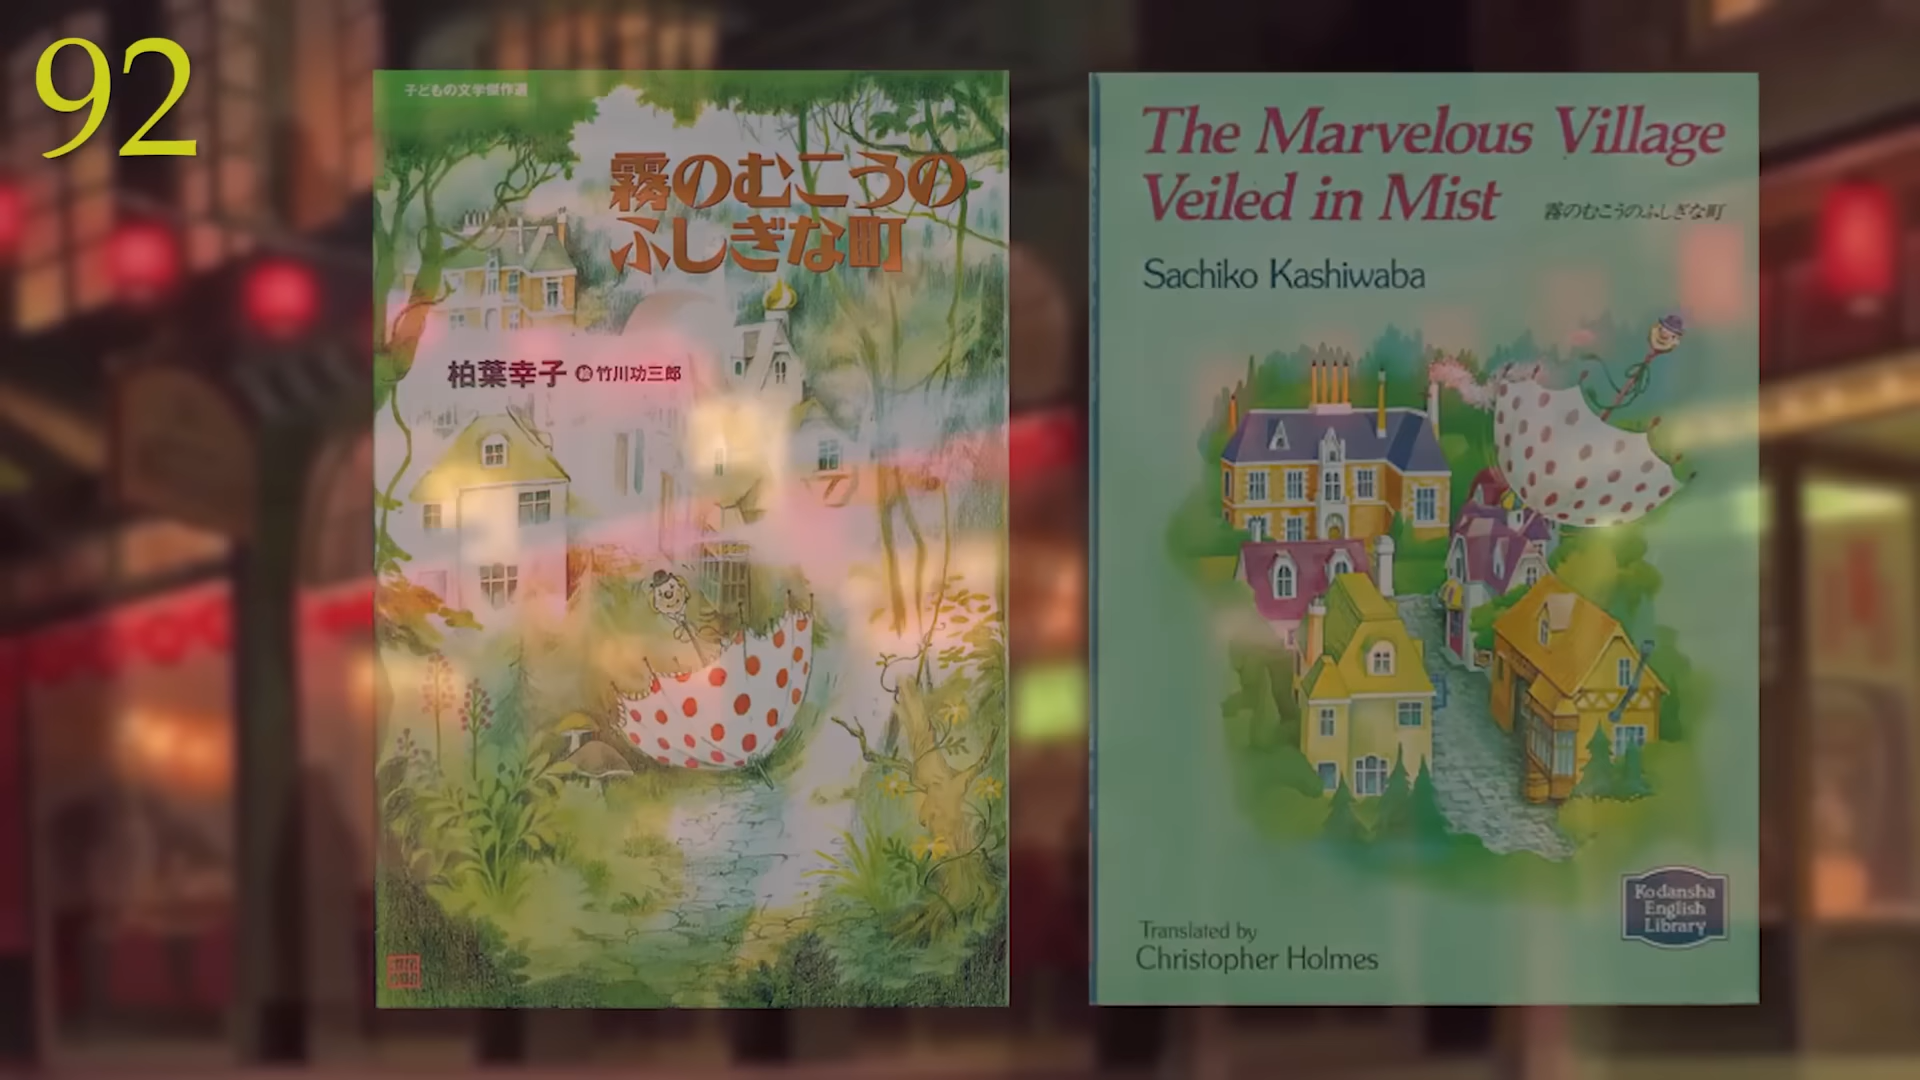 92
子どもの文学傑作選
霧のむこうの
ふしぎな町
柏葉幸子 絵 竹川功三郎
The Marvelous Village
Veiled in Mist
霧のむこうのふしぎな町
Sachiko Kashiwaba
Kodansha
English
Library
Translated by
Christopher Holmes